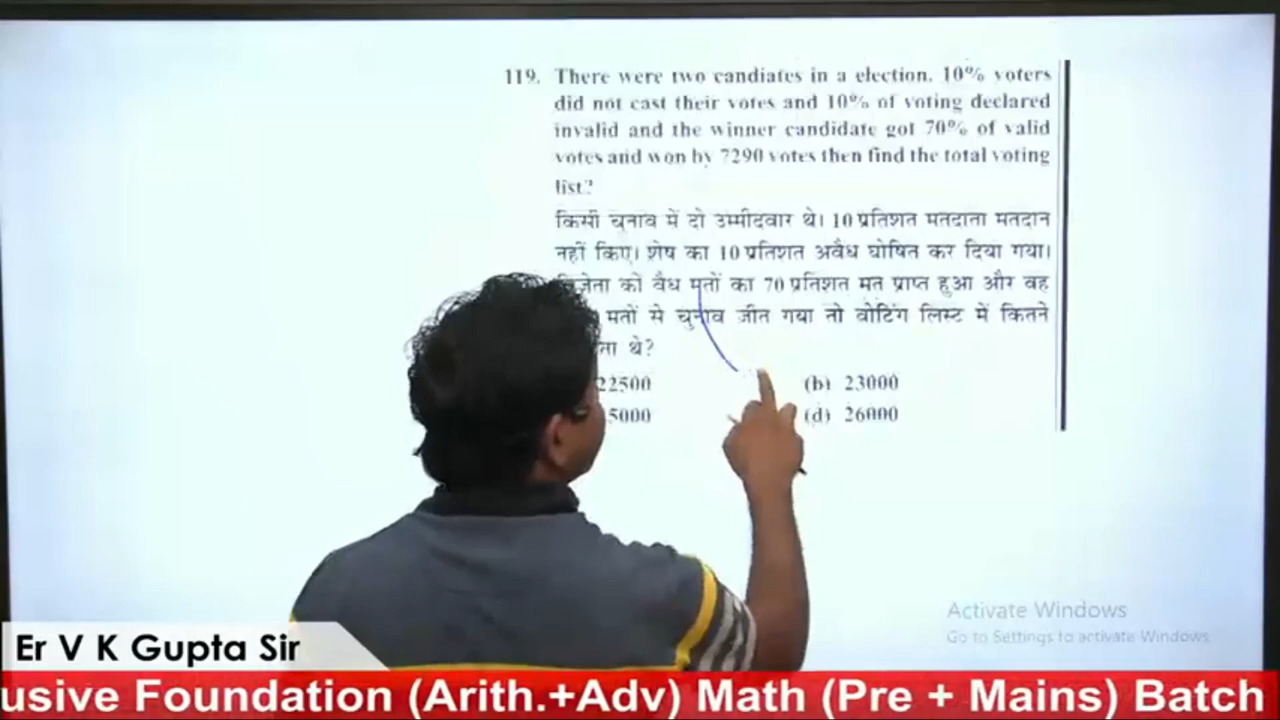 119. There were two candiates in a election. 10% voters
did not cast their votes and 10% of voting declared
invalid and the winner candidate got 70% of valid
votes and won by 7290 votes then find the total voting
list?
किसी चुनाव में दो उम्मीदवार थे। 10 प्रतिशत मतदाता मतदान
नहीं किए। शेष का 10 प्रतिशत अवैध घोषित कर दिया गया।
को वैध मतों का 70 प्रतिशत मत प्राप्त हुआ और वह
मतों से चुनाव जीत गया तो वोटिंग लिस्ट में कितने
थे?
22500 (b) 23000
5000 (d) 26000
Activate Windows
Go to Settings to activate Windows.
Er V K Gupta Sir
usive Foundation (Arith.+Adv) Math (Pre + Mains) Batch